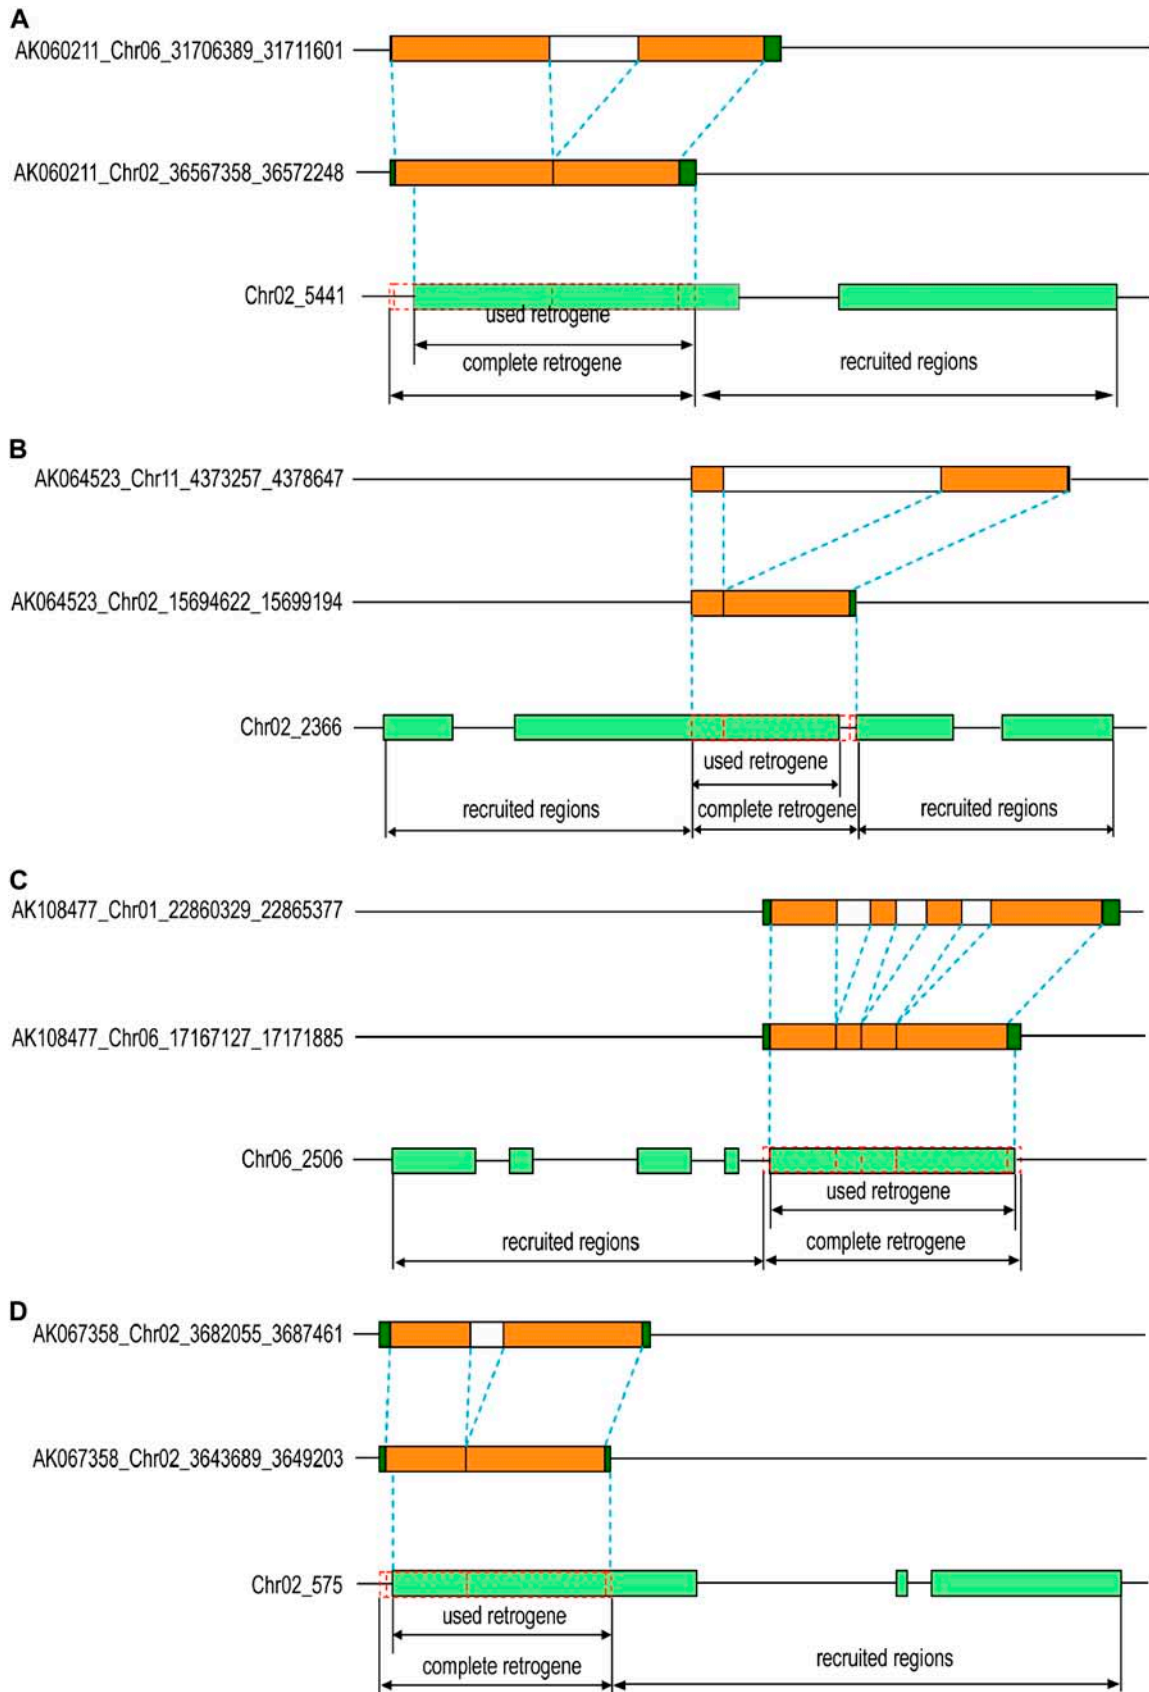 A
AK060211_Chr06_31706389_31711601
AK060211_Chr02_36567358_36572248
Chr02_5441
used retrogene
complete retrogene
recruited regions
B
AK064523_Chr11_4373257_4378647
AK064523_Chr02_15694622_15699194
Chr02_2366
used retrogene
recruited regions
complete retrogene
recruited regions
C
AK108477_Chr01_22860329_22865377
AK108477_Chr06_17167127_17171885
Chr06_2506
used retrogene
recruited regions
complete retrogene
D
AK067358_Chr02_3682055_3687461
AK067358_Chr02_3643689_3649203
Chr02_575
used retrogene
complete retrogene
recruited regions